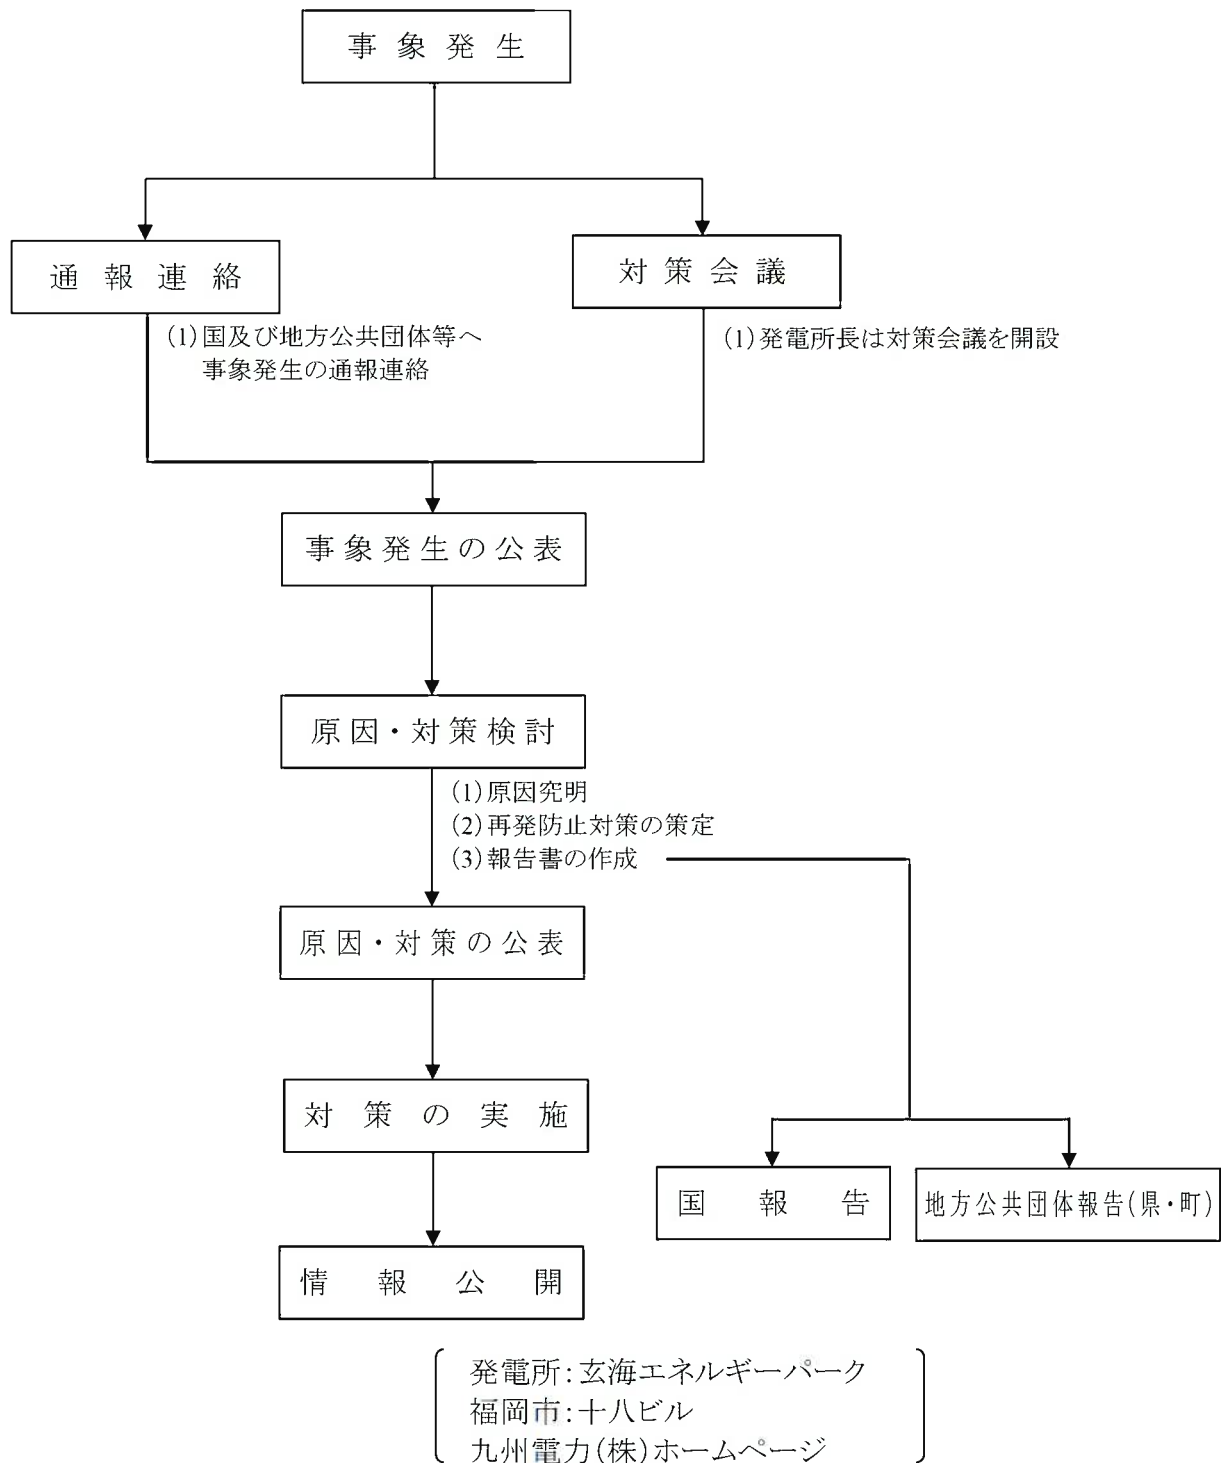 事象発生
通報連絡
対策会議
(1)国及び地方公共団体等へ
事象発生の通報連絡
(1)発電所長は対策会議を開設
事象発生の公表
原因・対策検討
(1)原因究明
(2)再発防止対策の策定
(3)報告書の作成
原因・対策の公表
対策の実施
国報告
地方公共団体報告(県・町)
情報公開
発電所:玄海エネルギーパーク
福岡市:十八ビル
九州電力(株)ホームページ